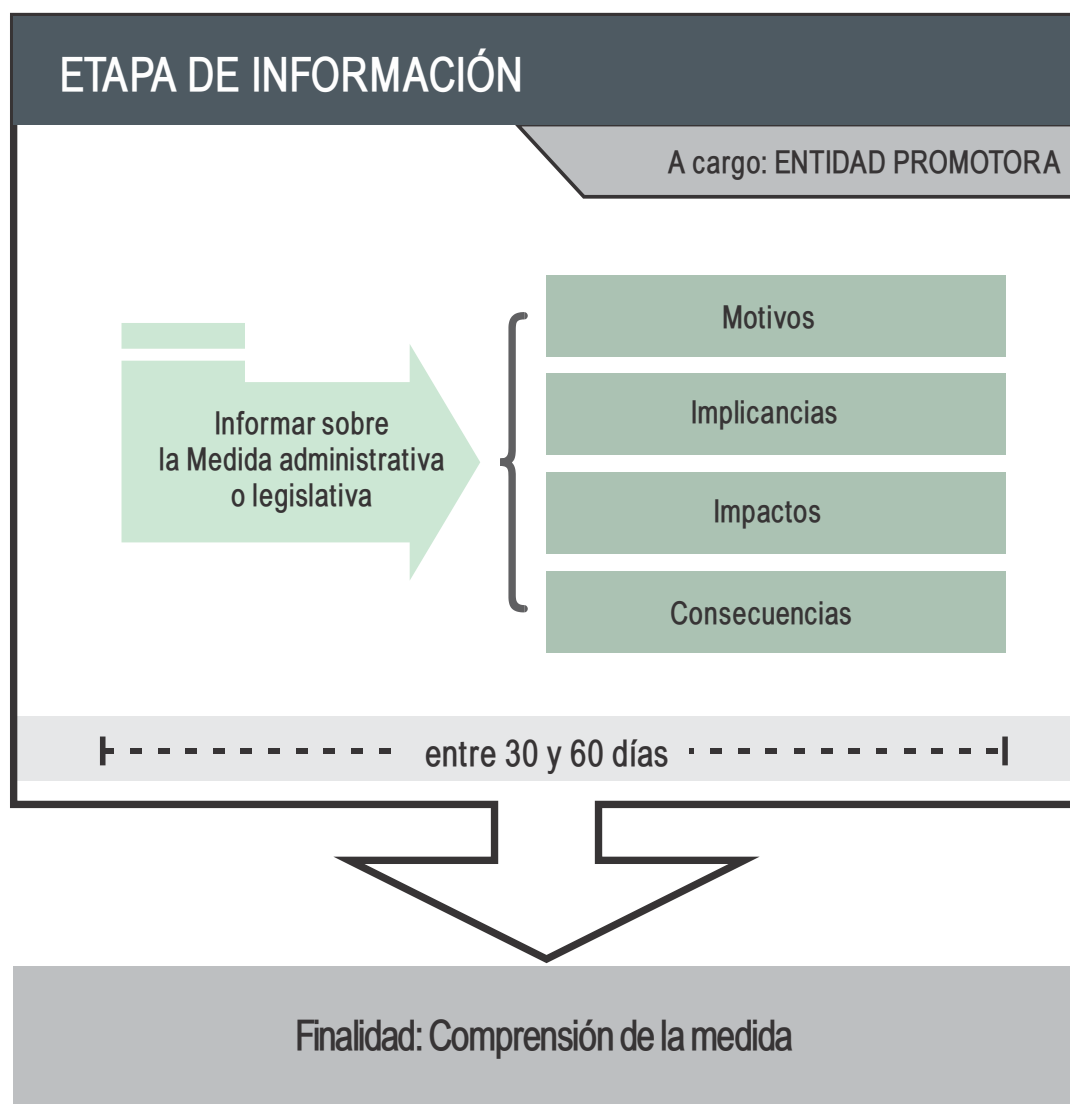 ETAPA DE INFORMACIÓN
A cargo: ENTIDAD PROMOTORA
Informar sobre
la Medida administrativa
o legislativa
Motivos
Implicancias
Impactos
Consecuencias
entre 30 y 60 días
Finalidad: Comprensión de la medida